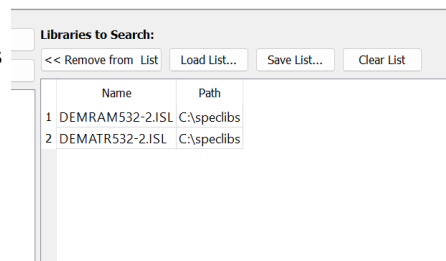 Libraries to Search:
<< Remove from List Load List... Save List... Clear List
Name Path
1 DEMRAM532-2.ISL C:\speclibs
2 DEMATR532-2.ISL C:\speclibs